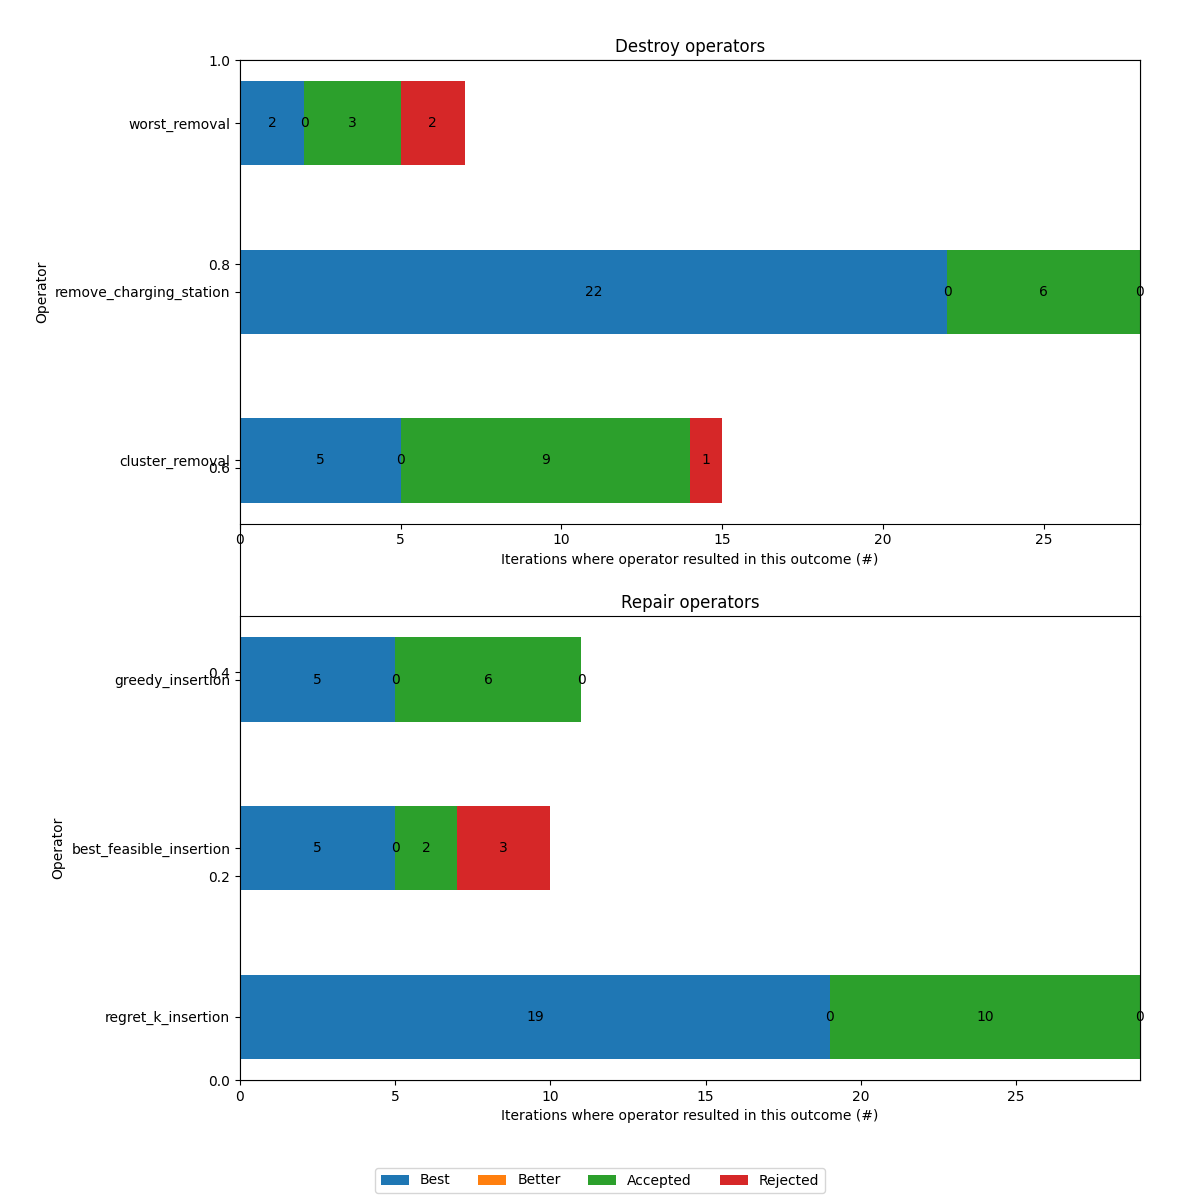 Destroy operators
1.0
worst_removal 2 0 3 2
0.8
remove_charging_station 22 0 6 0
Operator
cluster_removal 5 0 9 1
0.6
0 5 10 15 20 25
Iterations where operator resulted in this outcome (#)
Repair operators
0.4
greedy_insertion 5 0 6 0
best_feasible_insertion 5 0 2 3
Operator
0.2
regret_k_insertion 19 0 10 0
0.0
0 5 10 15 20 25
Iterations where operator resulted in this outcome (#)
Best Better Accepted Rejected